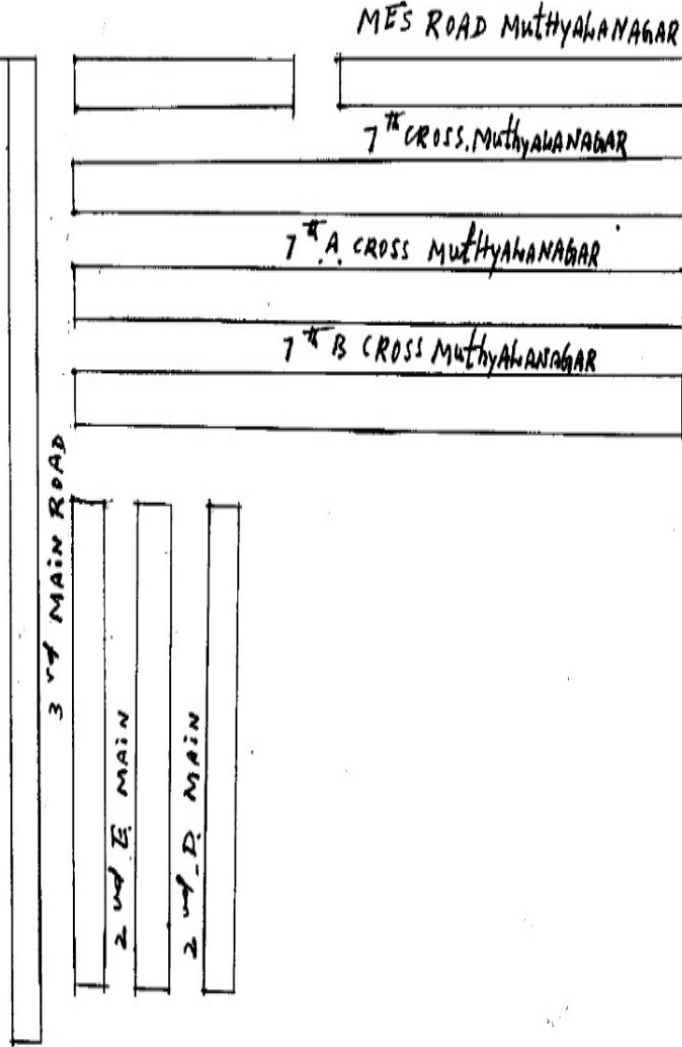 MES ROAD MUTHYALANAGAR
7th CROSS. MUTHYALANAGAR
7th A. CROSS MUTHYALANAGAR
7th B CROSS MUTHYALANAGAR
3rd MAIN ROAD
2nd E. MAIN
2nd D. MAIN